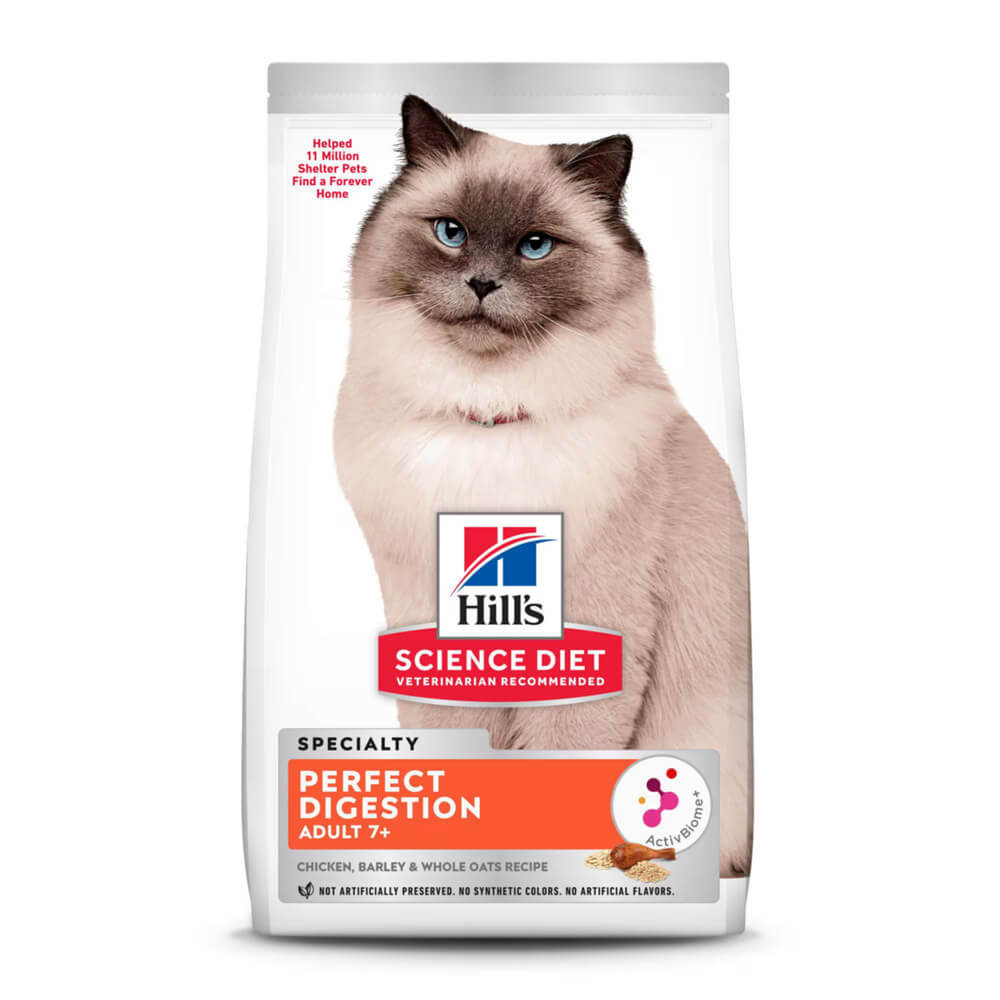 Helped
11 Million
Shelter Pets
Find a Forever
Home
Hill's
SCIENCE DIET
VETERINARIAN RECOMMENDED
SPECIALTY
PERFECT
DIGESTION
ADULT 7+
ActivBiome+
CHICKEN, BARLEY & WHOLE OATS RECIPE
NOT ARTIFICIALLY PRESERVED. NO SYNTHETIC COLORS. NO ARTIFICIAL FLAVORS.